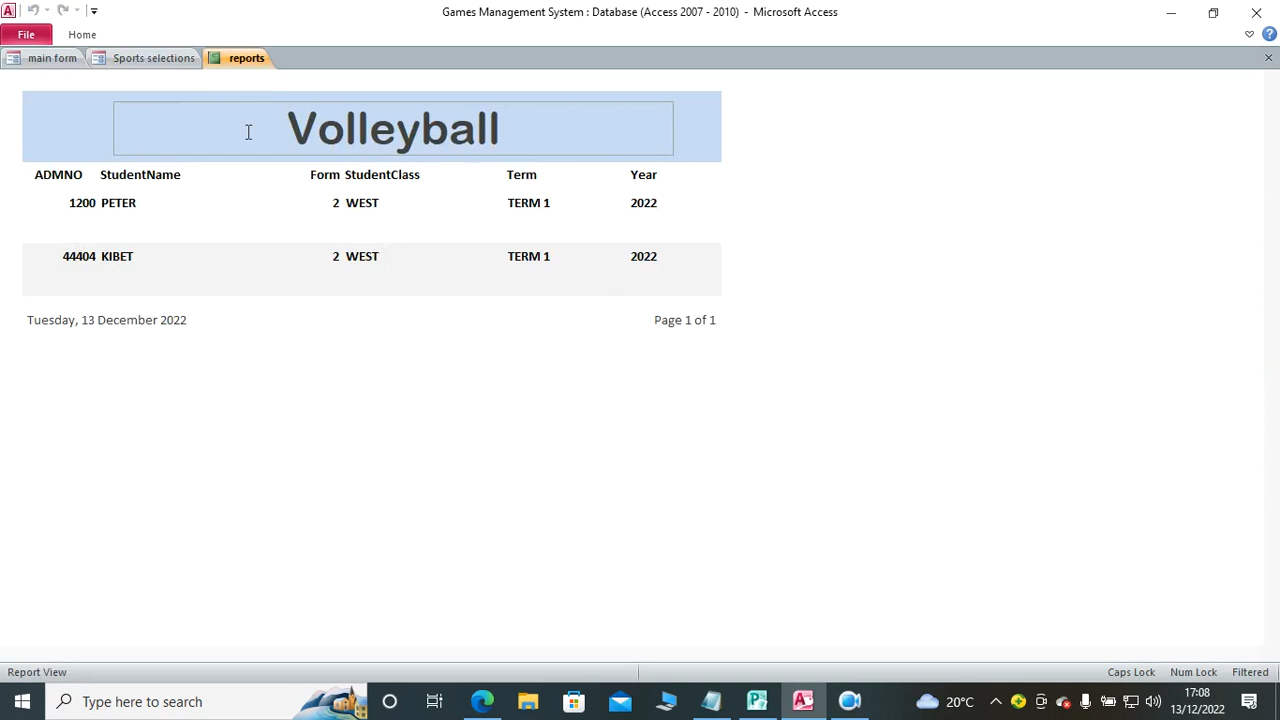 Games Management System : Database (Access 2007 - 2010) - Microsoft Access
File Home
main form Sports selections reports
Volleyball
ADMNO StudentName Form StudentClass Term Year
1200 PETER 2 WEST TERM 1 2022
44404 KIBET 2 WEST TERM 1 2022
Tuesday, 13 December 2022 Page 1 of 1
Report View Caps Lock Num Lock Filtered
Type here to search 20°C 17:08
13/12/2022